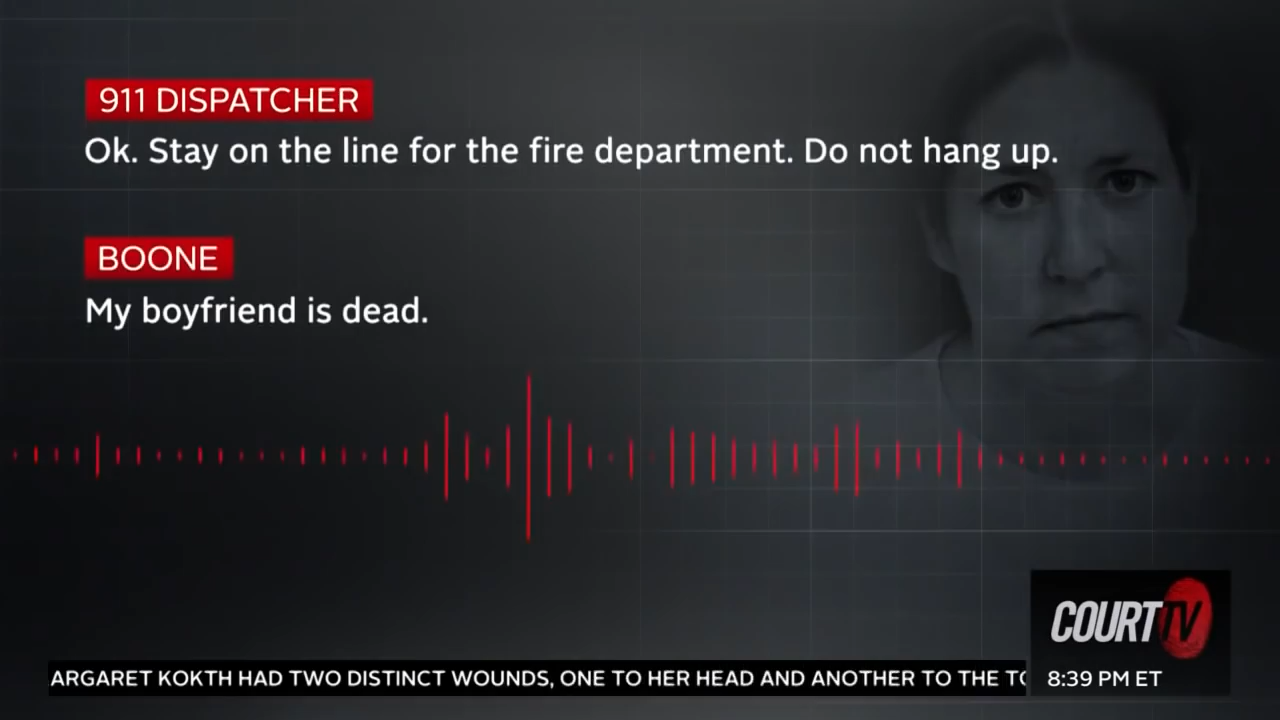 911 DISPATCHER
Ok. Stay on the line for the fire department. Do not hang up.
BOONE
My boyfriend is dead.
COURT TV
ARGARET KOKTH HAD TWO DISTINCT WOUNDS, ONE TO HER HEAD AND ANOTHER TO THE TO
8:39 PM ET